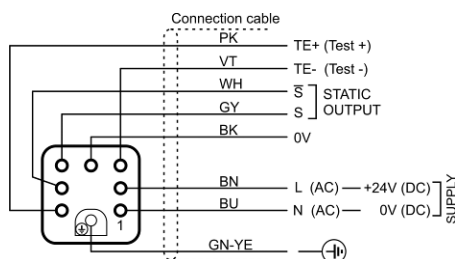 Connection cable
PK TE+ (Test +)
VT TE- (Test -)
WH S̅ STATIC
GY S OUTPUT
BK 0V
BN L (AC) +24V (DC)
BU N (AC) 0V (DC)
SUPPLY
1
GN-YE